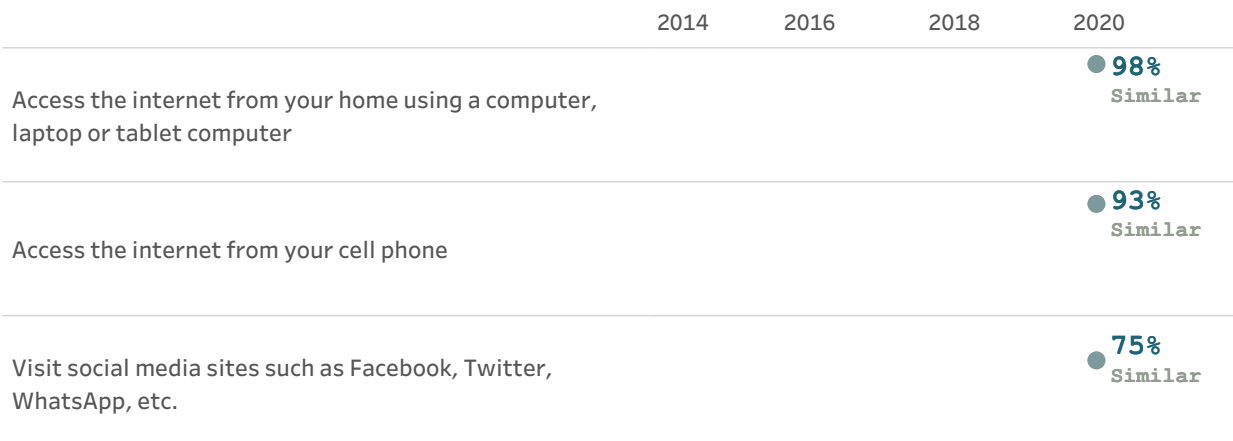 2014 2016 2018 2020
98%
Similar
Access the internet from your home using a computer,
laptop or tablet computer
93%
Similar
Access the internet from your cell phone
75%
Similar
Visit social media sites such as Facebook, Twitter,
WhatsApp, etc.